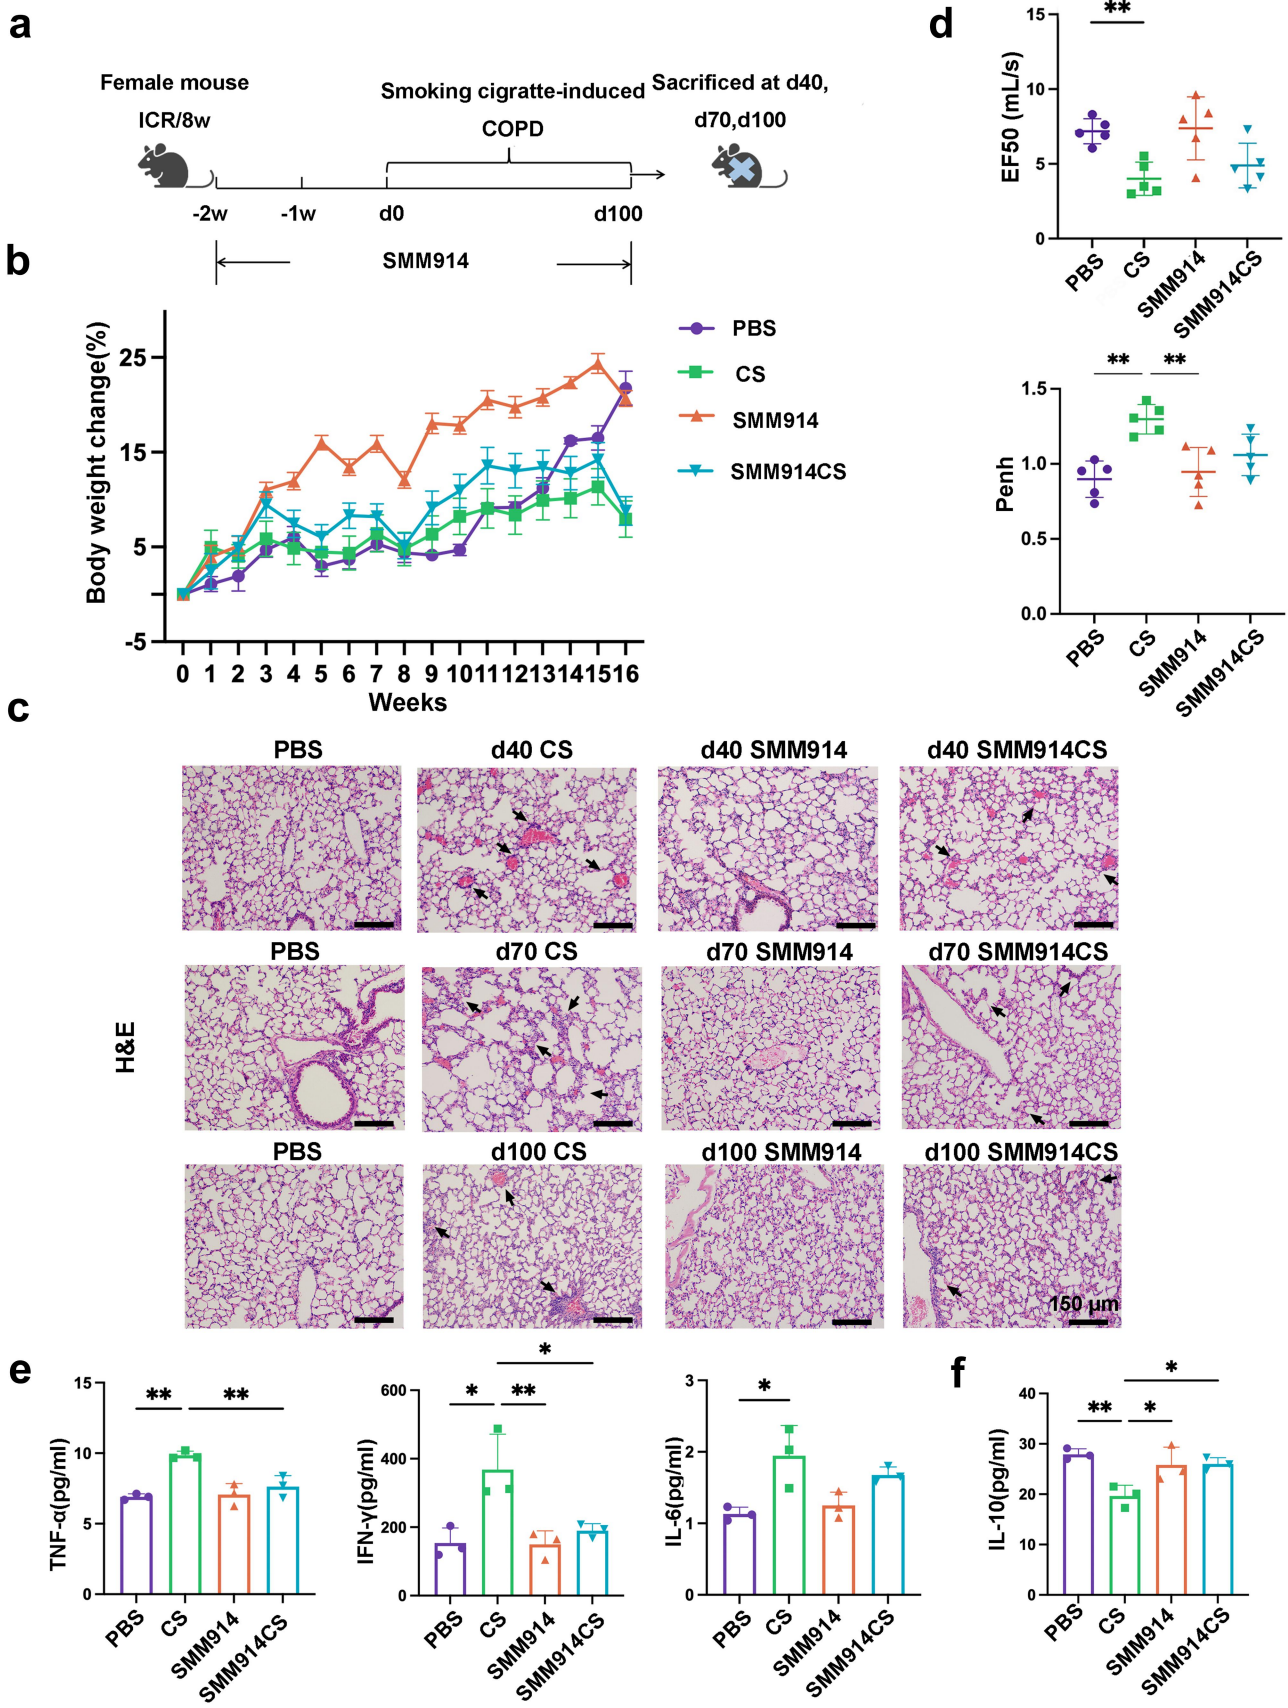 a
Female mouse
ICR/8w
Smoking cigratte-induced
COPD
Sacrificed at d40,
d70,d100
-2w
-1w
d0
d100
SMM914
b
Body weight change(%)
25
15
5
-5
0 1 2 3 4 5 6 7 8 9 10 11 12 13 14 15 16
Weeks
PBS
CS
SMM914
SMM914CS
d
**
EF50 (mL/s)
15
10
5
0
PBS
CS
SMM914
SMM914CS
** **
Penh
1.5
1.0
0.5
0.0
PBS
CS
SMM914
SMM914CS
c
H&E
PBS
d40 CS
d40 SMM914
d40 SMM914CS
PBS
d70 CS
d70 SMM914
d70 SMM914CS
PBS
d100 CS
d100 SMM914
d100 SMM914CS
150 μm
e
TNF-α(pg/ml)
15
10
5
0
** **
PBS
CS
SMM914
SMM914CS
IFN-γ(pg/ml)
600
400
200
0
*
* **
PBS
CS
SMM914
SMM914CS
IL-6(pg/ml)
3
2
1
0
*
PBS
CS
SMM914
SMM914CS
f
IL-10(pg/ml)
40
30
20
10
0
*
** *
PBS
CS
SMM914
SMM914CS